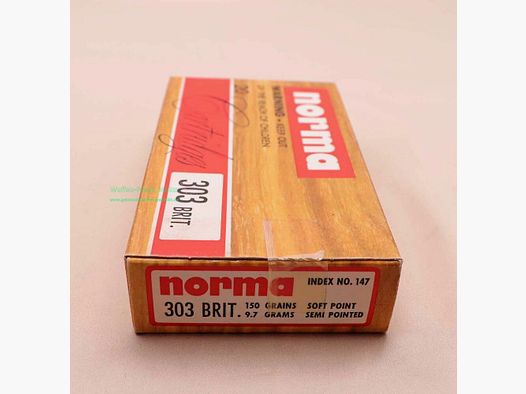 norma
WARNING • KEEP OUT
OF THE REACH OF CHILDREN
20 Cartridges
303 BRIT.
norma
INDEX NO. 147
303 BRIT.
150 GRAINS SOFT POINT
9.7 GRAMS SEMI POINTED